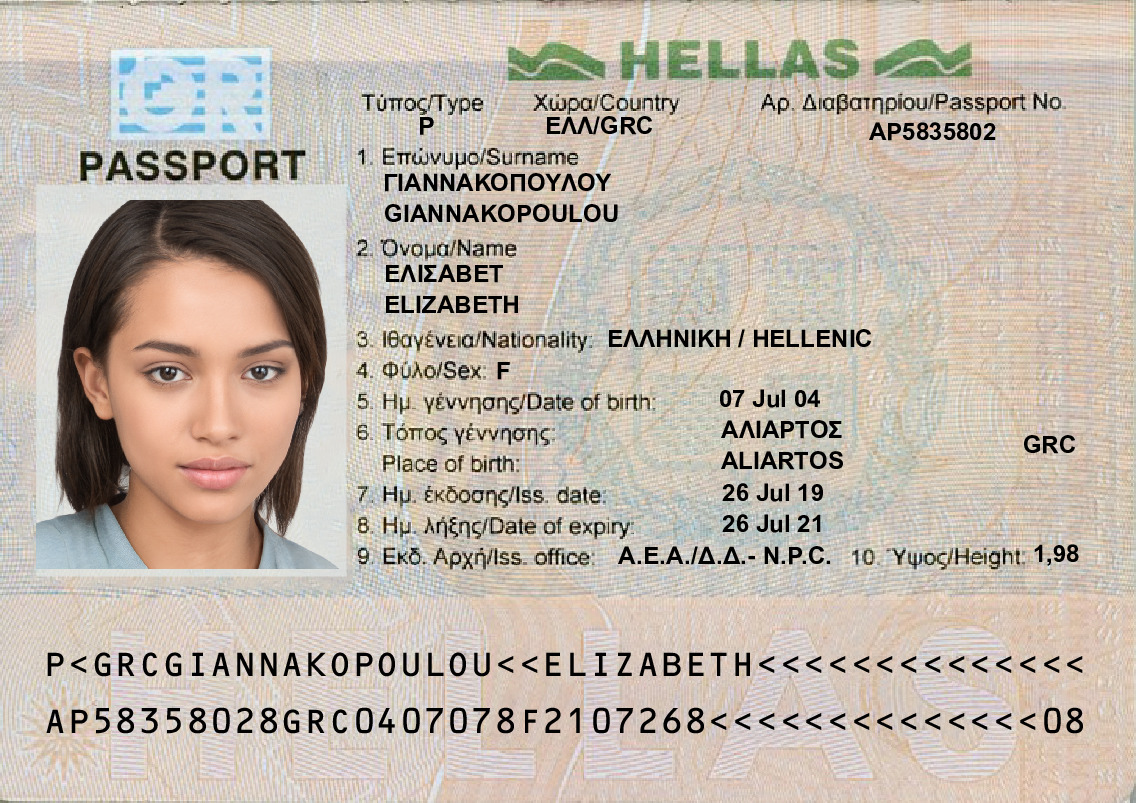 GR
PASSPORT
HELLAS
Τύπος/Type Χώρα/Country Αρ. Διαβατηρίου/Passport No.
P ΕΛΛ/GRC AP5835802
1. Επώνυμο/Surname
ΓΙΑΝΝΑΚΟΠΟΥΛΟΥ
GIANNAKOPOULOU
2. Όνομα/Name
ΕΛΙΣΑΒΕΤ
ELIZABETH
3. Ιθαγένεια/Nationality: ΕΛΛΗΝΙΚΗ / HELLENIC
4. Φύλο/Sex: F
5. Ημ. γέννησης/Date of birth: 07 Jul 04
6. Τόπος γέννησης: ΑΛΙΑΡΤΟΣ
Place of birth: ALIARTOS GRC
7. Ημ. έκδοσης/Iss. date: 26 Jul 19
8. Ημ. λήξης/Date of expiry: 26 Jul 21
9 Εκδ. Αρχή/Iss. office: Α.Ε.Α./Δ.Δ.- N.P.C. 10. Ύψος/Height: 1,98
HELLAS
P<GRCGIANNAKOPOULOU<<ELIZABETH<<<<<<<<<<<<<<
AP58358028GRC0407078F2107268<<<<<<<<<<<<<<08